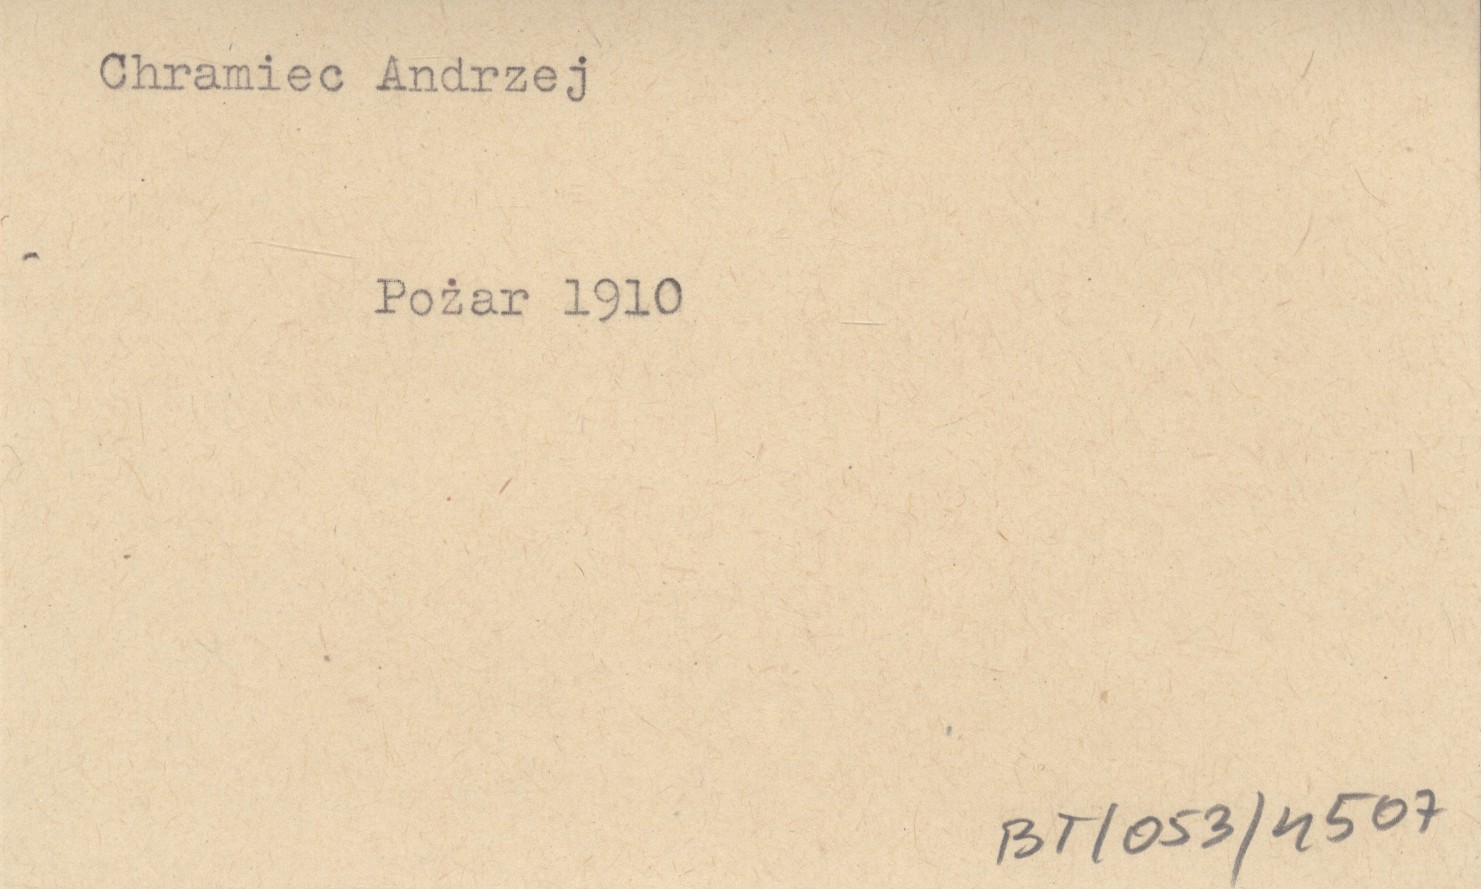 Chramiec Andrzej
Pożar 1910
BT/053/4507